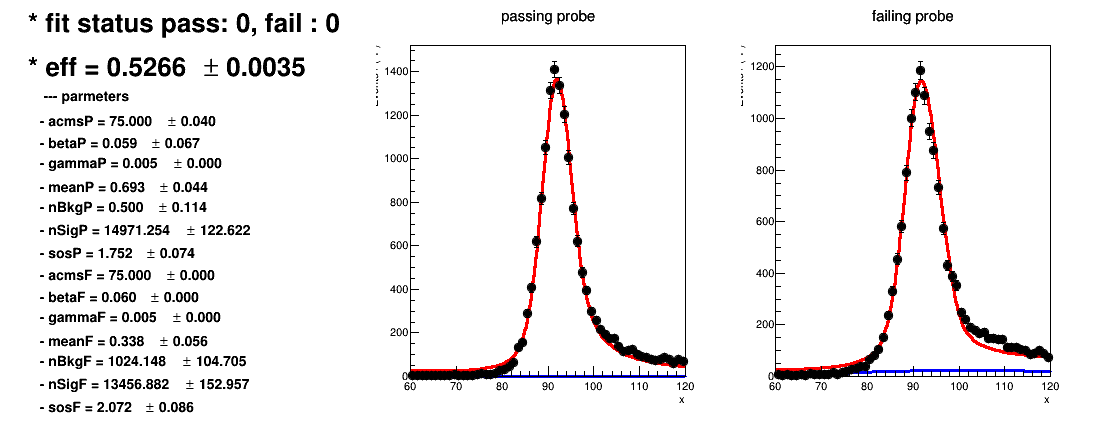 * fit status pass: 0, fail : 0
* eff = 0.5266 ± 0.0035
--- parmeters
- acmsP = 75.000 ± 0.040
- betaP = 0.059 ± 0.067
- gammaP = 0.005 ± 0.000
- meanP = 0.693 ± 0.044
- nBkgP = 0.500 ± 0.114
- nSigP = 14971.254 ± 122.622
- sosP = 1.752 ± 0.074
- acmsF = 75.000 ± 0.000
- betaF = 0.060 ± 0.000
- gammaF = 0.005 ± 0.000
- meanF = 0.338 ± 0.056
- nBkgF = 1024.148 ± 104.705
- nSigF = 13456.882 ± 152.957
- sosF = 2.072 ± 0.086
passing probe
1400
1200
1000
800
600
400
200
0
60 70 80 90 100 110 120
x
failing probe
1200
1000
800
600
400
200
0
60 70 80 90 100 110 120
x